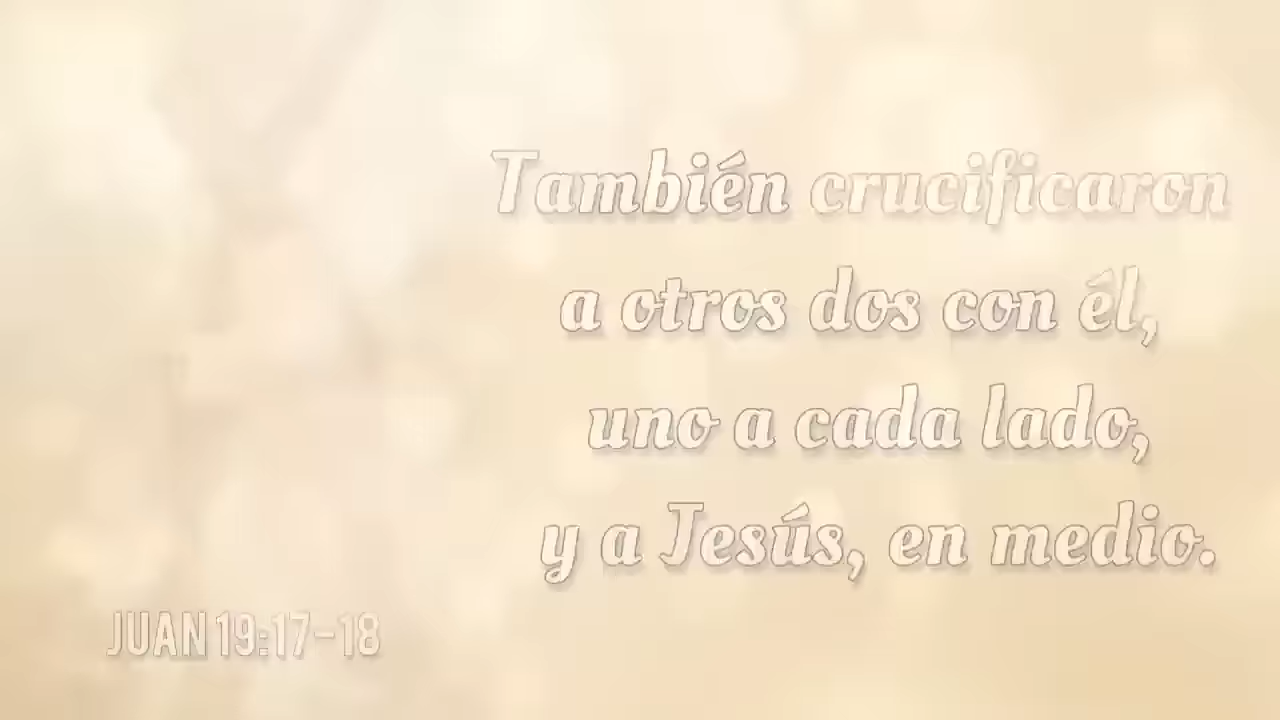 También crucificaron
a otros dos con él,
uno a cada lado,
y a Jesús, en medio.
JUAN 19:17-18